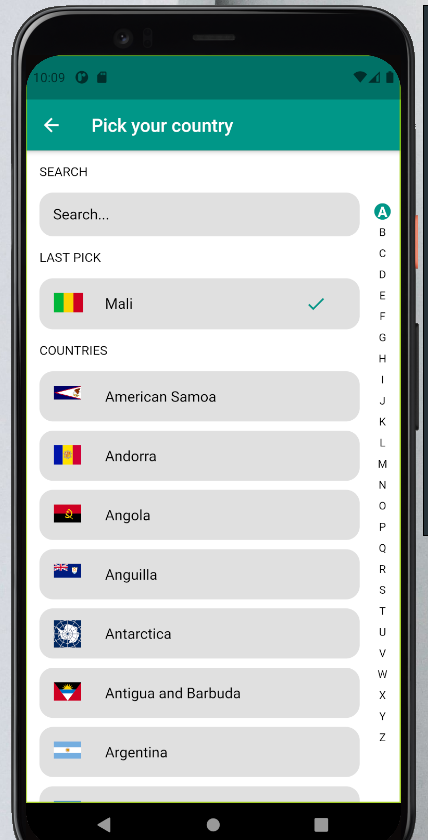 10:09
Pick your country
SEARCH
Search...
LAST PICK
Mali
COUNTRIES
American Samoa
Andorra
Angola
Anguilla
Antarctica
Antigua and Barbuda
Argentina
A
B
C
D
E
F
G
H
I
J
K
L
M
N
O
P
Q
R
S
T
U
V
W
X
Y
Z